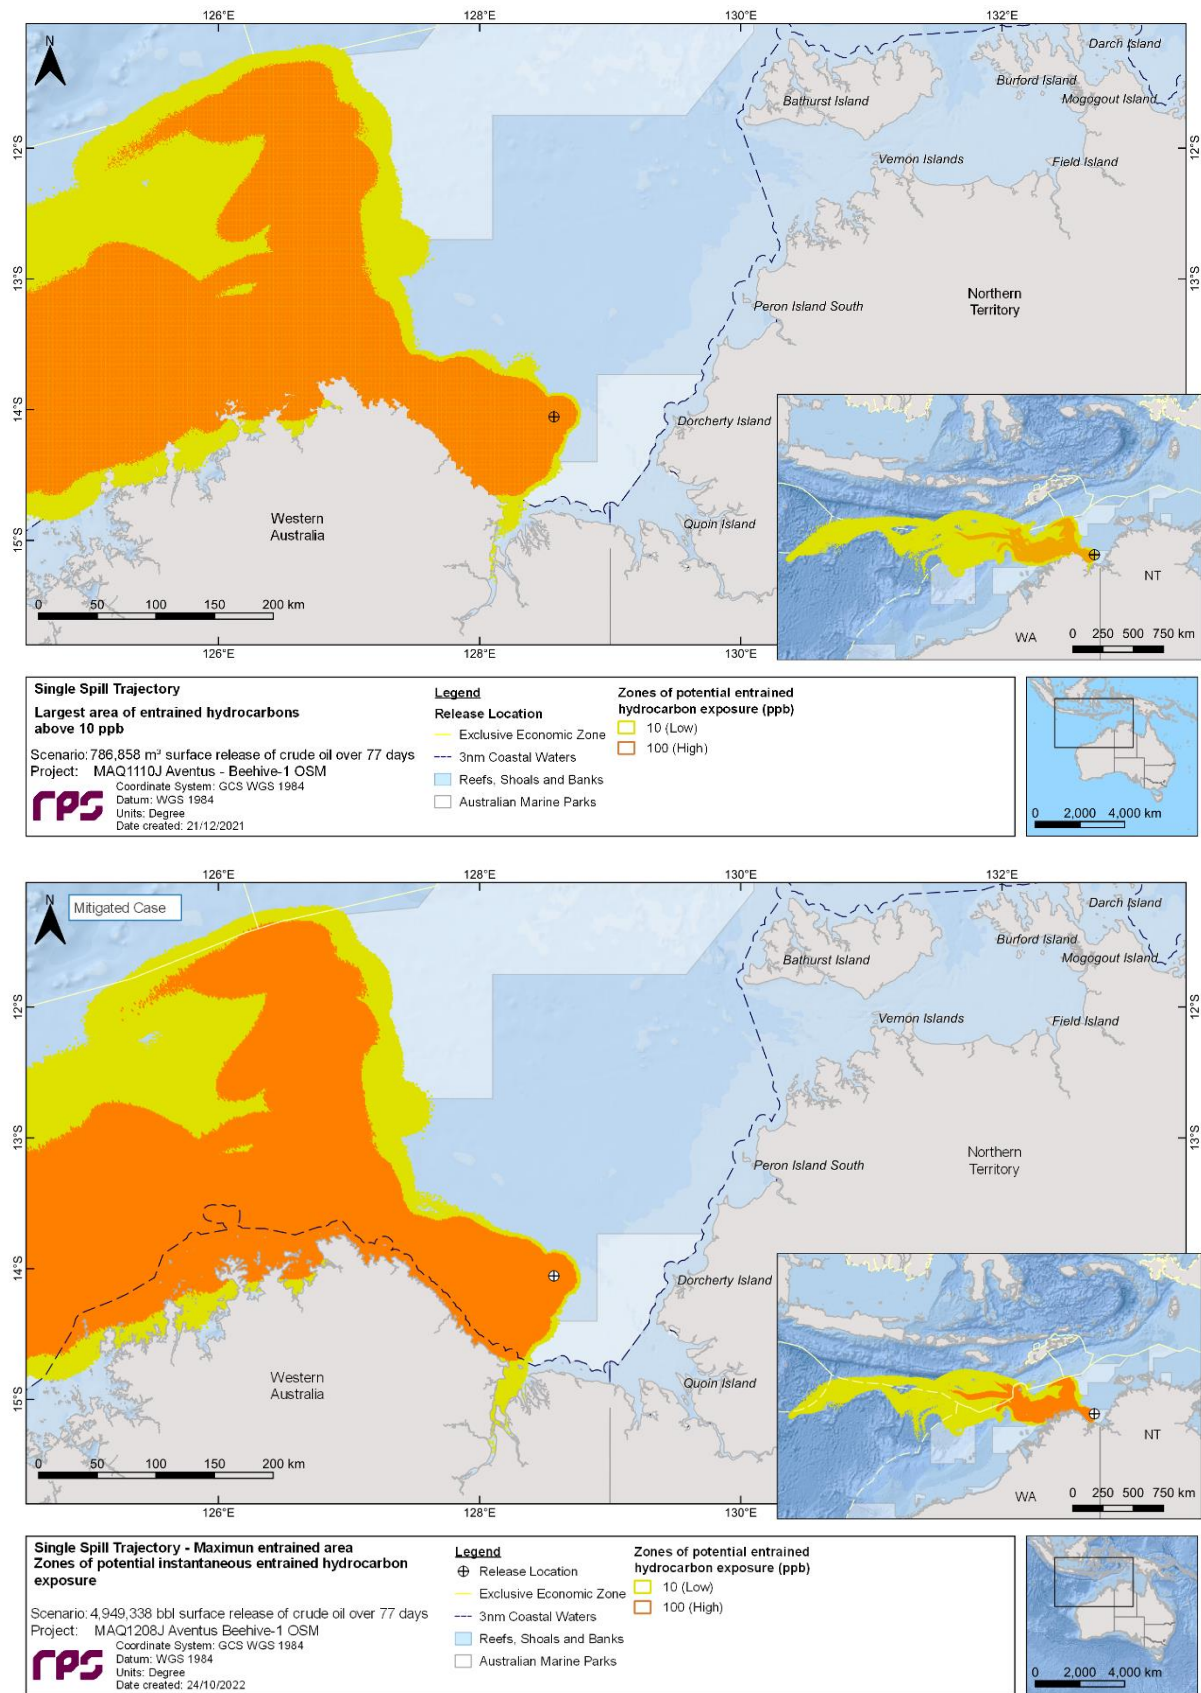 126°E
128°E
130°E
132°E
N
Darch Island
Burford Island
Bathurst Island
Mogogout Island
12°S
12°S
Vernon Islands
Field Island
13°S
13°S
Peron Island South
Northern
Territory
14°S
Dorcherty Island
Western
Australia
Quoin Island
15°S
NT
WA
0 50 100 150 200 km
0 250 500 750 km
126°E
128°E
130°E
132°E
Single Spill Trajectory
Largest area of entrained hydrocarbons
above 10 ppb
Scenario: 786,858 m³ surface release of crude oil over 77 days
Project: MAQ1110J Aventus - Beehive-1 OSM
rps
Coordinate System: GCS WGS 1984
Datum: WGS 1984
Units: Degree
Date created: 21/12/2021
Legend
Release Location
Exclusive Economic Zone
3nm Coastal Waters
Reefs, Shoals and Banks
Australian Marine Parks
Zones of potential entrained
hydrocarbon exposure (ppb)
10 (Low)
100 (High)
0 2,000 4,000 km
126°E
128°E
130°E
132°E
N
Mitigated Case
Darch Island
Burford Island
Bathurst Island
Mogogout Island
12°S
12°S
Vernon Islands
Field Island
13°S
13°S
Peron Island South
Northern
Territory
14°S
Dorcherty Island
Western
Australia
Quoin Island
15°S
NT
WA
0 50 100 150 200 km
0 250 500 750 km
126°E
128°E
130°E
132°E
Single Spill Trajectory - Maximun entrained area
Zones of potential instantaneous entrained hydrocarbon
exposure
Scenario: 4,949,338 bbl surface release of crude oil over 77 days
Project: MAQ1208J Aventus Beehive-1 OSM
rps
Coordinate System: GCS WGS 1984
Datum: WGS 1984
Units: Degree
Date created: 24/10/2022
Legend
Release Location
Exclusive Economic Zone
3nm Coastal Waters
Reefs, Shoals and Banks
Australian Marine Parks
Zones of potential entrained
hydrocarbon exposure (ppb)
10 (Low)
100 (High)
0 2,000 4,000 km